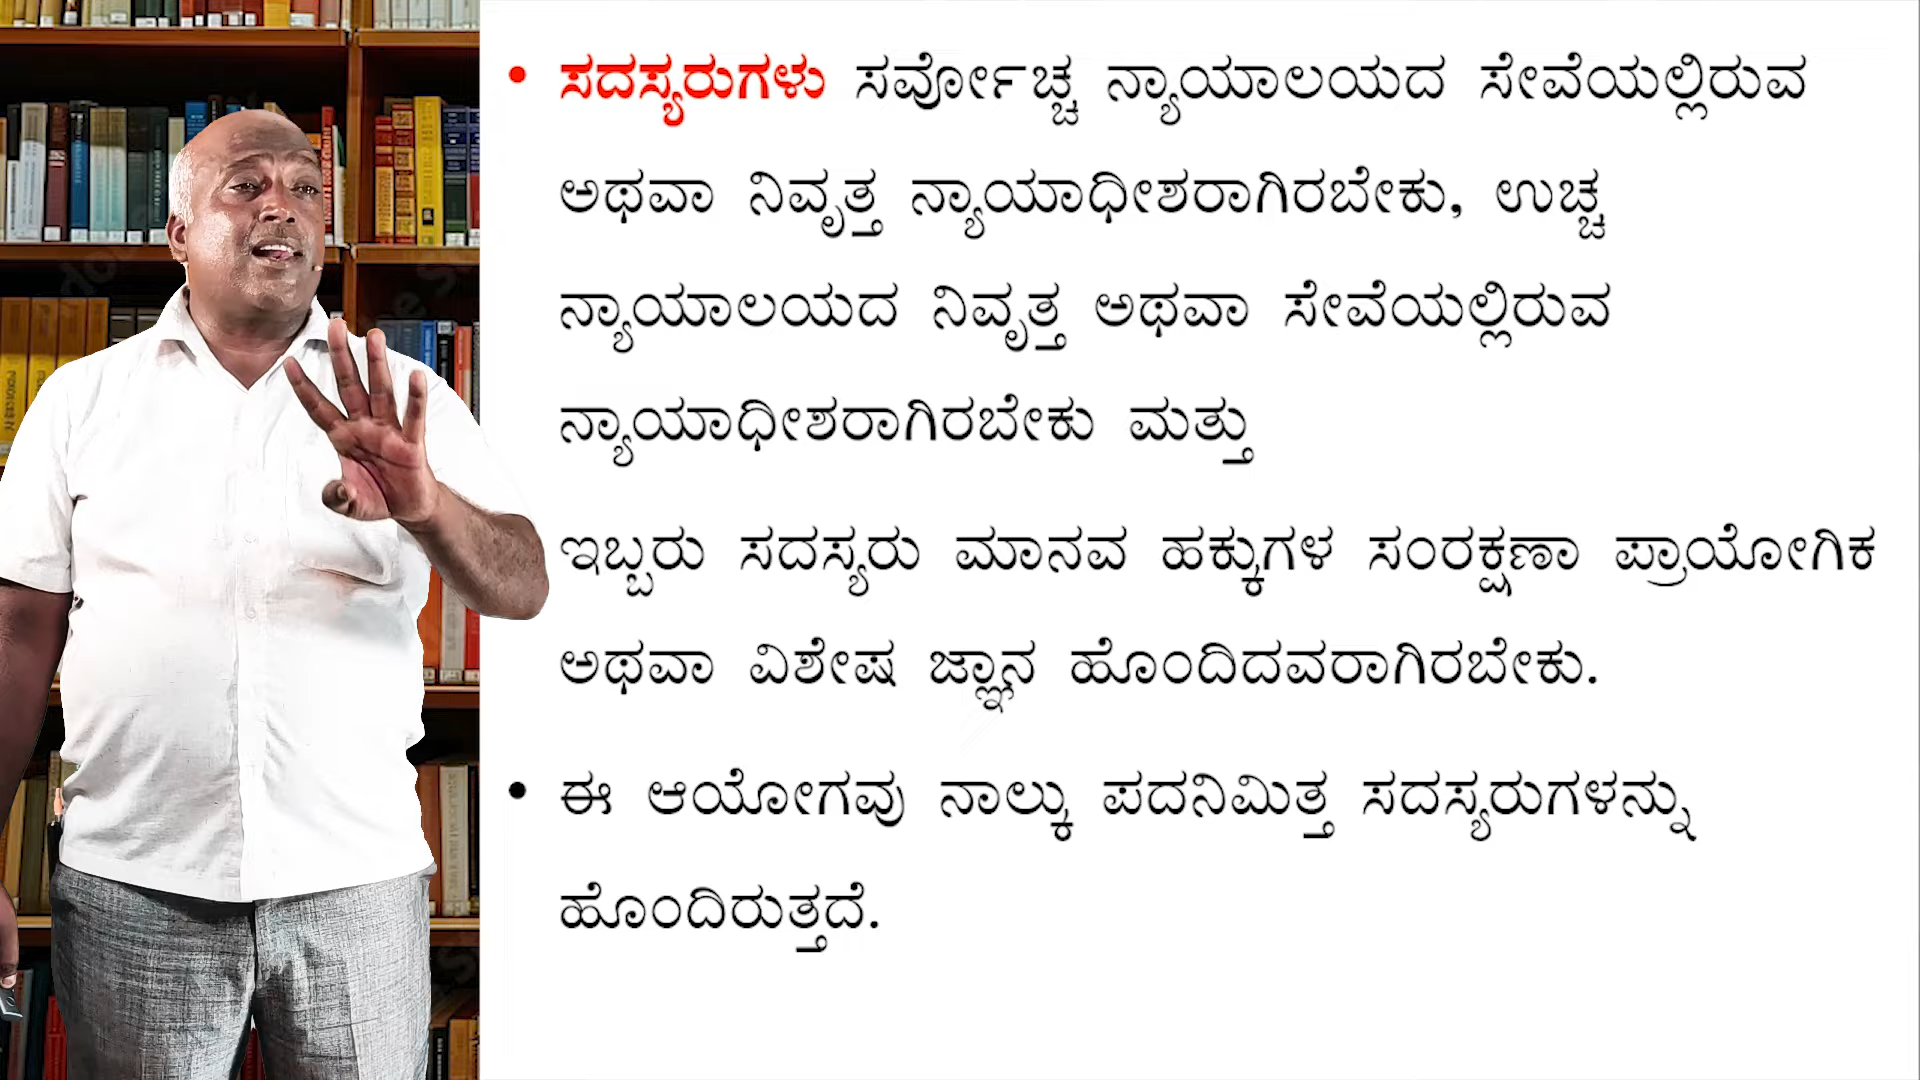 • ಸದಸ್ಯರುಗಳು ಸರ್ವೋಚ್ಚ ನ್ಯಾಯಾಲಯದ ಸೇವೆಯಲ್ಲಿರುವ
ಅಥವಾ ನಿವೃತ್ತ ನ್ಯಾಯಾಧೀಶರಾಗಿರಬೇಕು, ಉಚ್ಚ
ನ್ಯಾಯಾಲಯದ ನಿವೃತ್ತ ಅಥವಾ ಸೇವೆಯಲ್ಲಿರುವ
ನ್ಯಾಯಾಧೀಶರಾಗಿರಬೇಕು ಮತ್ತು
ಇಬ್ಬರು ಸದಸ್ಯರು ಮಾನವ ಹಕ್ಕುಗಳ ಸಂರಕ್ಷಣಾ ಪ್ರಾಯೋಗಿಕ
ಅಥವಾ ವಿಶೇಷ ಜ್ಞಾನ ಹೊಂದಿದವರಾಗಿರಬೇಕು.
• ಈ ಆಯೋಗವು ನಾಲ್ಕು ಪದನಿಮಿತ್ತ ಸದಸ್ಯರುಗಳನ್ನು
ಹೊಂದಿರುತ್ತದೆ.